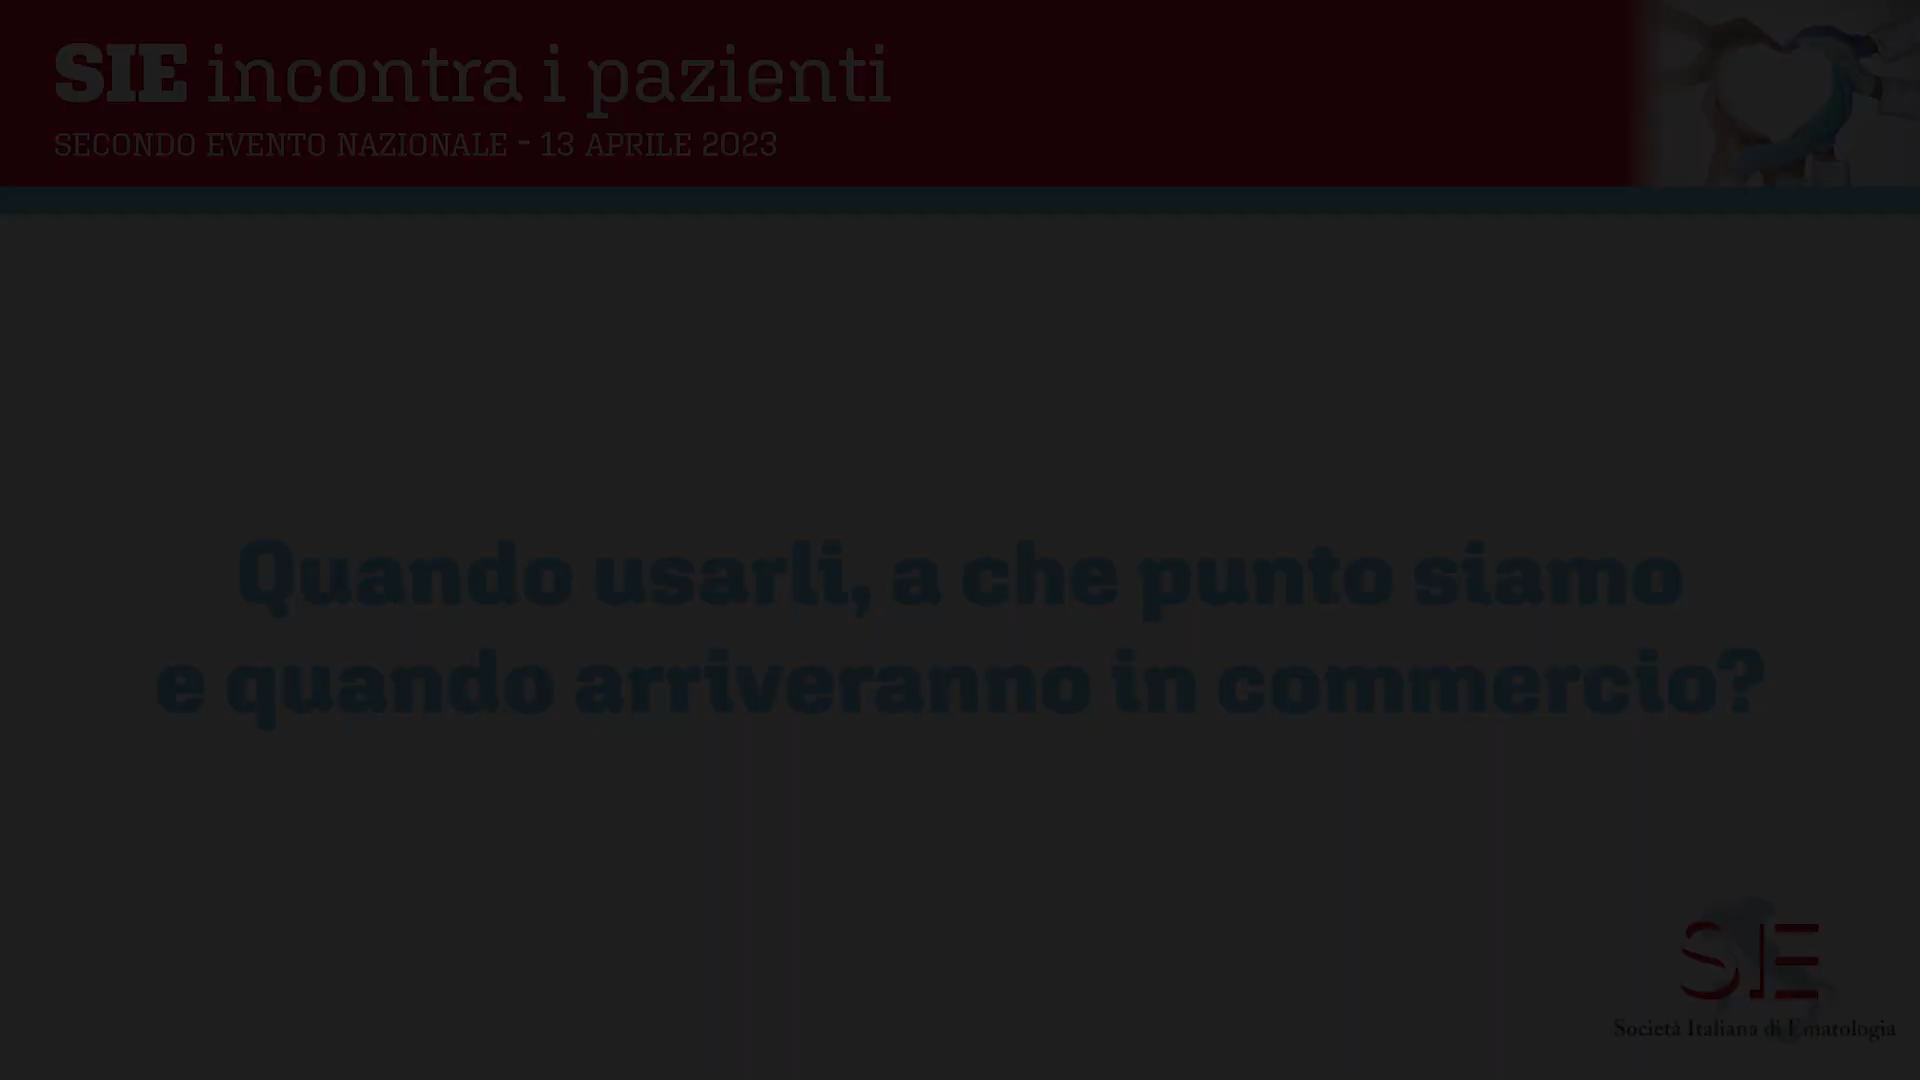 SIE incontra i pazienti
SECONDO EVENTO NAZIONALE - 13 APRILE 2023
Quando usarli, a che punto siamo
e quando arriveranno in commercio?
SIE
Società Italiana di Ematologia